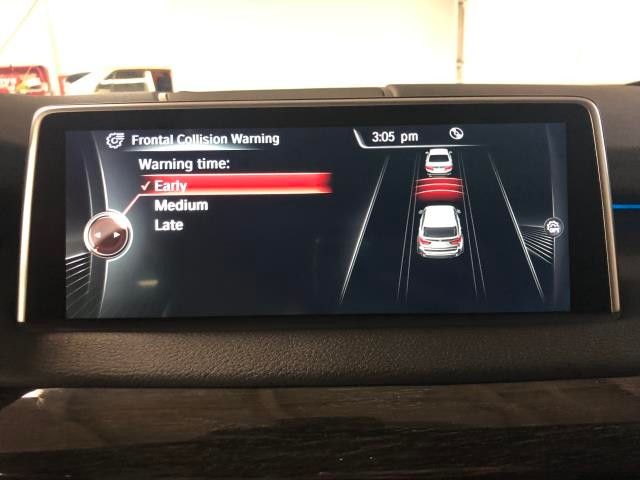 Frontal Collision Warning
3:05 pm
Warning time:
✓ Early
Medium
Late